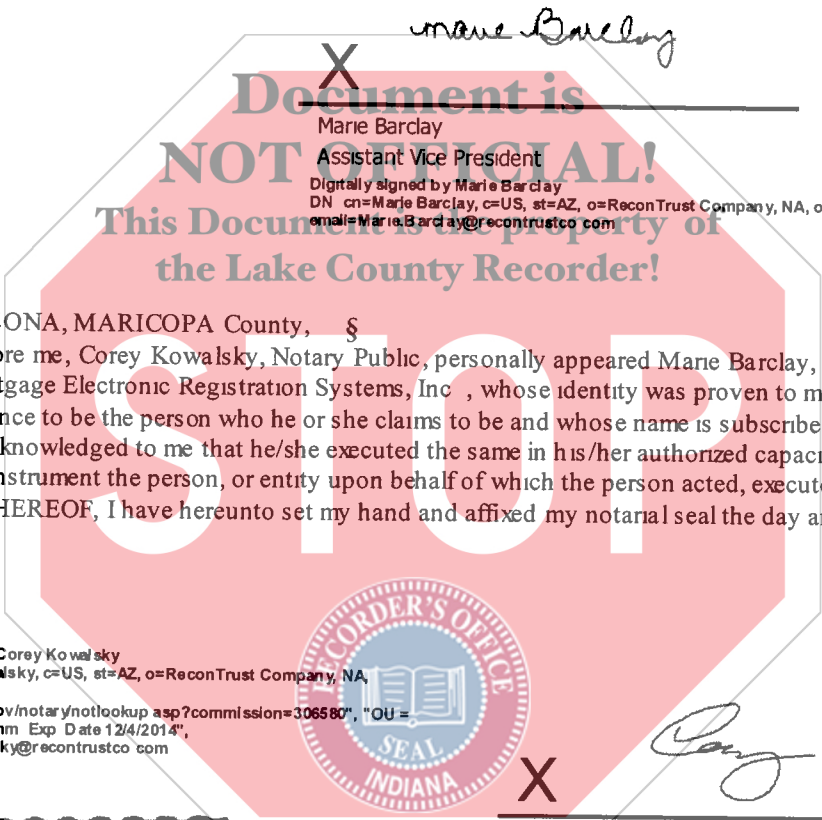 Marie Barclay
X
Document is
Marie Barclay
NOT OFFICIAL!
Assistant Vice President
Digitally signed by Marie Barclay
DN cn=Marie Barclay, c=US, st=AZ, o=ReconTrust Company, NA, o
This Document is the property of
email=Marie.Barclay@recontrustco com
the Lake County Recorder!
ONA, MARICOPA County, §
ore me, Corey Kowalsky, Notary Public, personally appeared Marie Barclay,
tgage Electronic Registration Systems, Inc , whose identity was proven to m
nce to be the person who he or she claims to be and whose name is subscribe
knowledged to me that he/she executed the same in his/her authorized capaci
nstrument the person, or entity upon behalf of which the person acted, execute
HEREOF, I have hereunto set my hand and affixed my notarial seal the day a
STOP
Corey Kowalsky
lsky, c=US, st=AZ, o=ReconTrust Company, NA,
ov/notary/notlookup asp?commission=306580", "OU =
m Exp Date 12/4/2014",
ky@recontrustco com
RECORDER'S OFFICE
SEAL
INDIANA
X